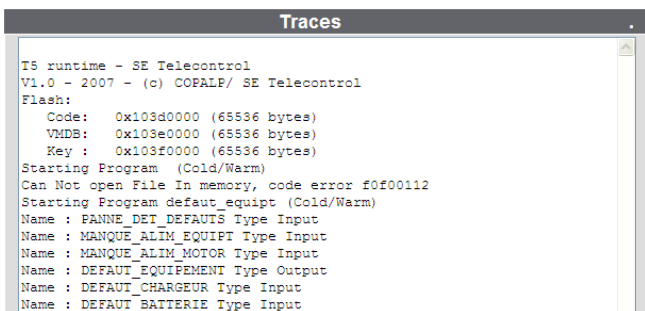 Traces .
T5 runtime - SE Telecontrol
V1.0 - 2007 - (c) COPALP/ SE Telecontrol
Flash:
   Code:   0x103d0000 (65536 bytes)
   VMDB:   0x103e0000 (65536 bytes)
   Key :   0x103f0000 (65536 bytes)
Starting Program  (Cold/Warm)
Can Not open File In memory, code error f0f00112
Starting Program defaut_equipt (Cold/Warm)
Name : PANNE_DET_DEFAUTS Type Input
Name : MANQUE_ALIM_EQUIPT Type Input
Name : MANQUE_ALIM_MOTOR Type Input
Name : DEFAUT_EQUIPEMENT Type Output
Name : DEFAUT_CHARGEUR Type Input
Name : DEFAUT_BATTERIE Type Input